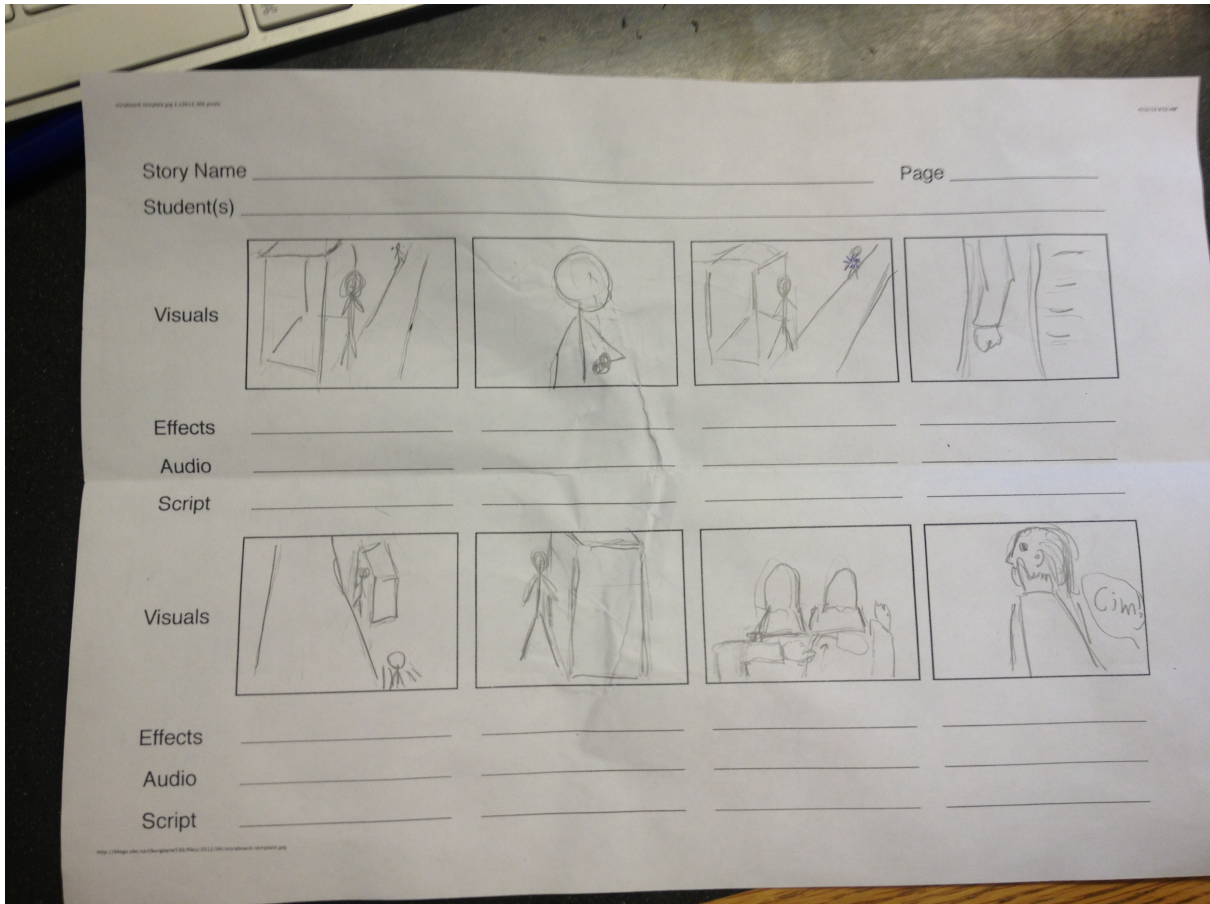 Story Name Page
Student(s)
Visuals
Effects
Audio
Script
Visuals
Cim!
Effects
Audio
Script